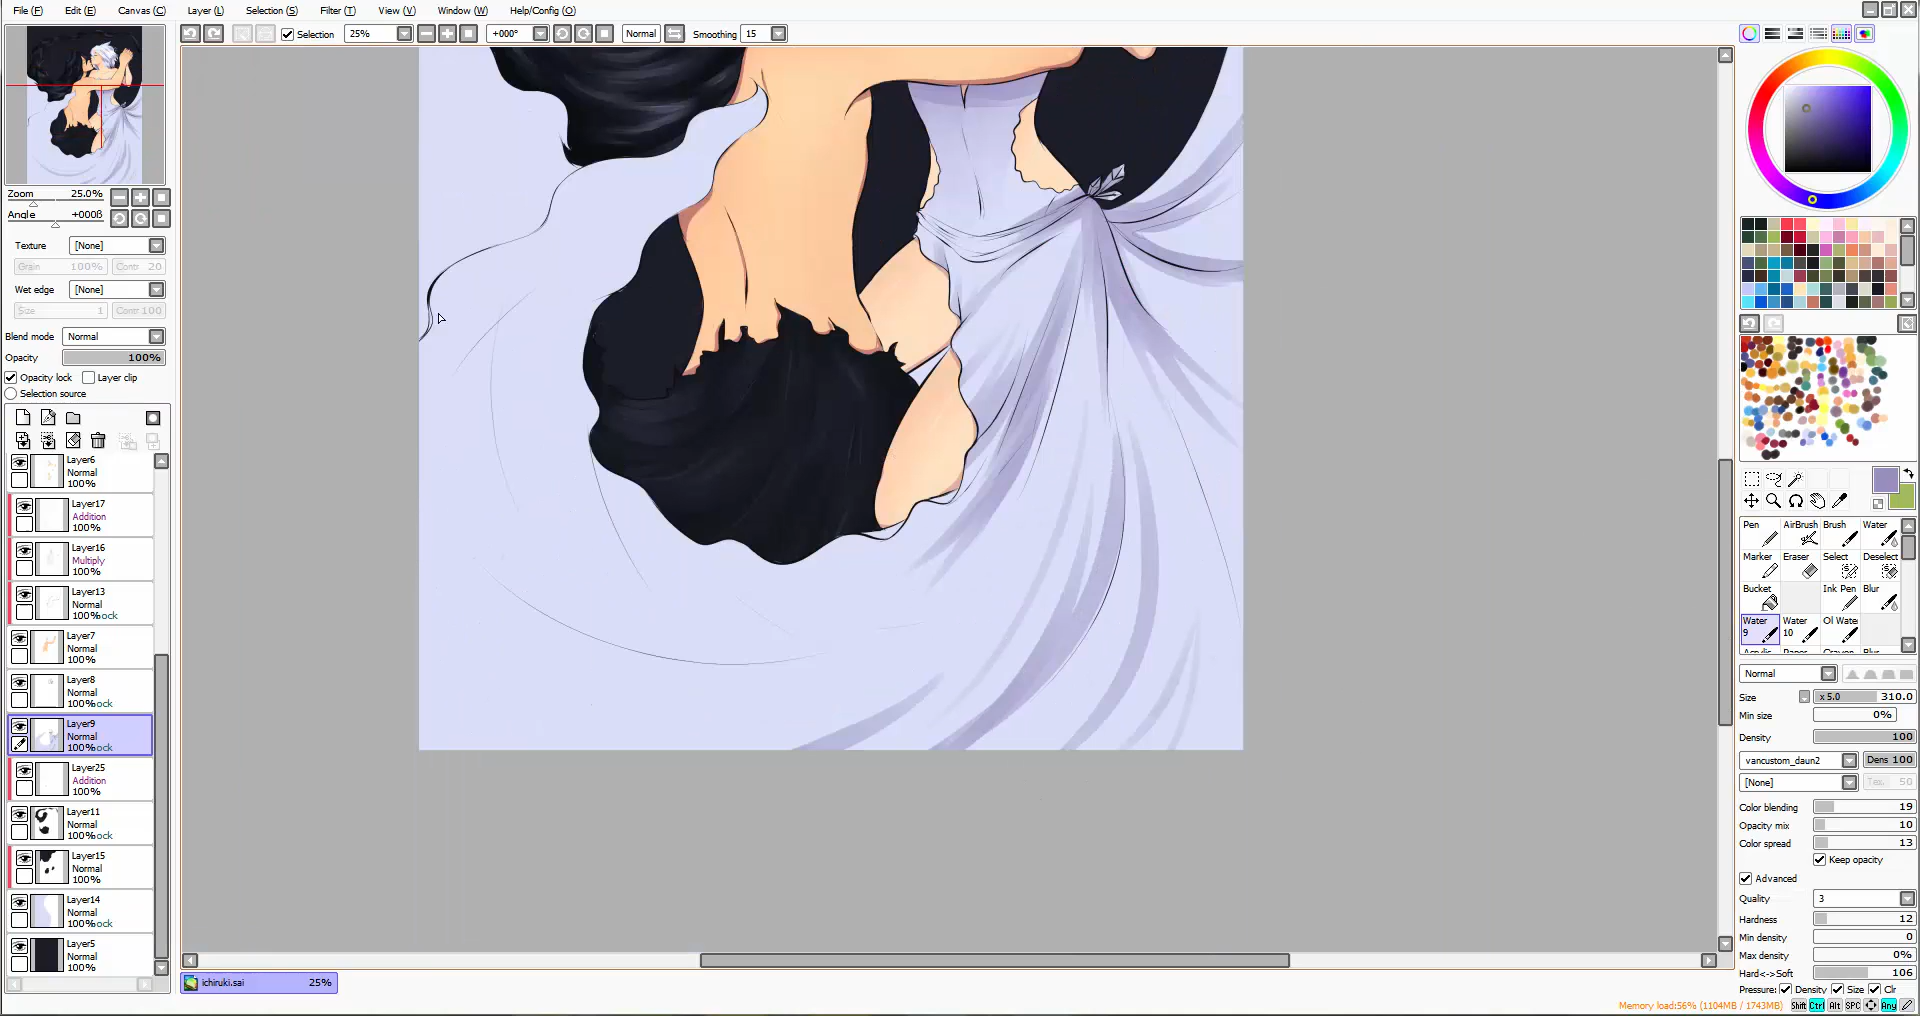 File (F) Edit (E) Canvas (C) Layer (L) Selection (S) Filter (T) View (V) Window (W) Help/Config (O)
Selection 25% +000° Normal Smoothing 15
Zoom 25.0%
Angle +000ß
Texture [None]
Grain 100% Contr 20
Wet edge [None]
Size 1 Contr 100
Blend mode Normal
Opacity 100%
Opacity lock Layer clip
Selection source
Layer6
Normal
100%
Layer17
Addition
100%
Layer16
Multiply
100%
Layer13
Normal
100%ock
Layer7
Normal
100%
Layer8
Normal
100%ock
Layer9
Normal
100%ock
Layer25
Addition
100%
Layer11
Normal
100%ock
Layer15
Normal
100%
Layer14
Normal
100%ock
Layer5
Normal
100%
ichiruki.sai 25%
Pen AirBrush Brush Water
Marker Eraser Select Deselect
Bucket Ink Pen Blur
Water 9 Water 10 Ol Wate
Normal
Size x 5.0 310.0
Min size 0%
Density 100
vancustom_daun2 Dens 100
[None] Tex. 50
Color blending 19
Opacity mix 10
Color spread 13
Keep opacity
Advanced
Quality 3
Hardness 12
Min density 0
Max density 0%
Hard<->Soft 106
Pressure: Density Size Clr
Memory load:56% (1104MB / 1743MB) Shift Ctrl Alt SPC Any